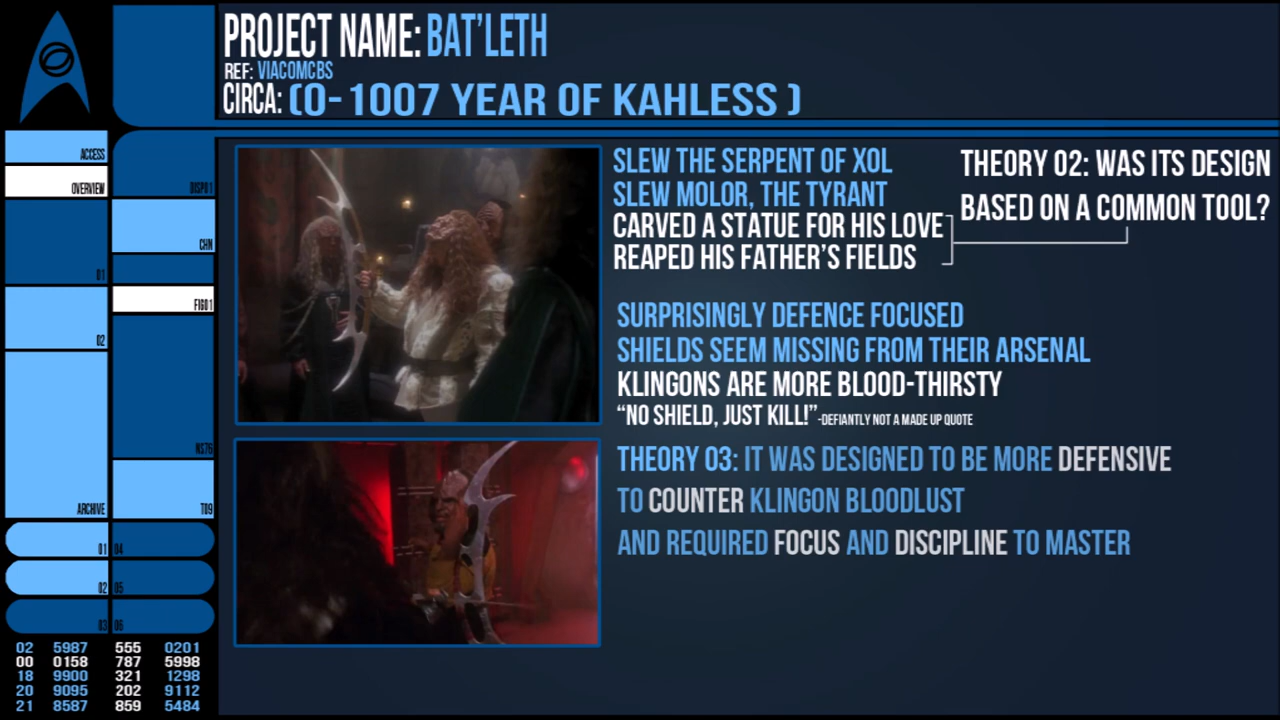 PROJECT NAME: BAT'LETH
REF: VIACOMCBS
CIRCA: (0-1007 YEAR OF KAHLESS )
ACCESS
OVERVIEW
01
02
ARCHIVE
01
02
03
DISP01
CHN
FIG01
NS76
T09
04
05
06
02 5987 555 0201
00 0158 787 5998
18 9900 321 1298
20 9095 202 9112
21 8587 859 5484
SLEW THE SERPENT OF XOL
SLEW MOLOR, THE TYRANT
CARVED A STATUE FOR HIS LOVE
REAPED HIS FATHER'S FIELDS
THEORY 02: WAS ITS DESIGN
BASED ON A COMMON TOOL?
SURPRISINGLY DEFENCE FOCUSED
SHIELDS SEEM MISSING FROM THEIR ARSENAL
KLINGONS ARE MORE BLOOD-THIRSTY
“NO SHIELD, JUST KILL!”-DEFIANTLY NOT A MADE UP QUOTE
THEORY 03: IT WAS DESIGNED TO BE MORE DEFENSIVE
TO COUNTER KLINGON BLOODLUST
AND REQUIRED FOCUS AND DISCIPLINE TO MASTER